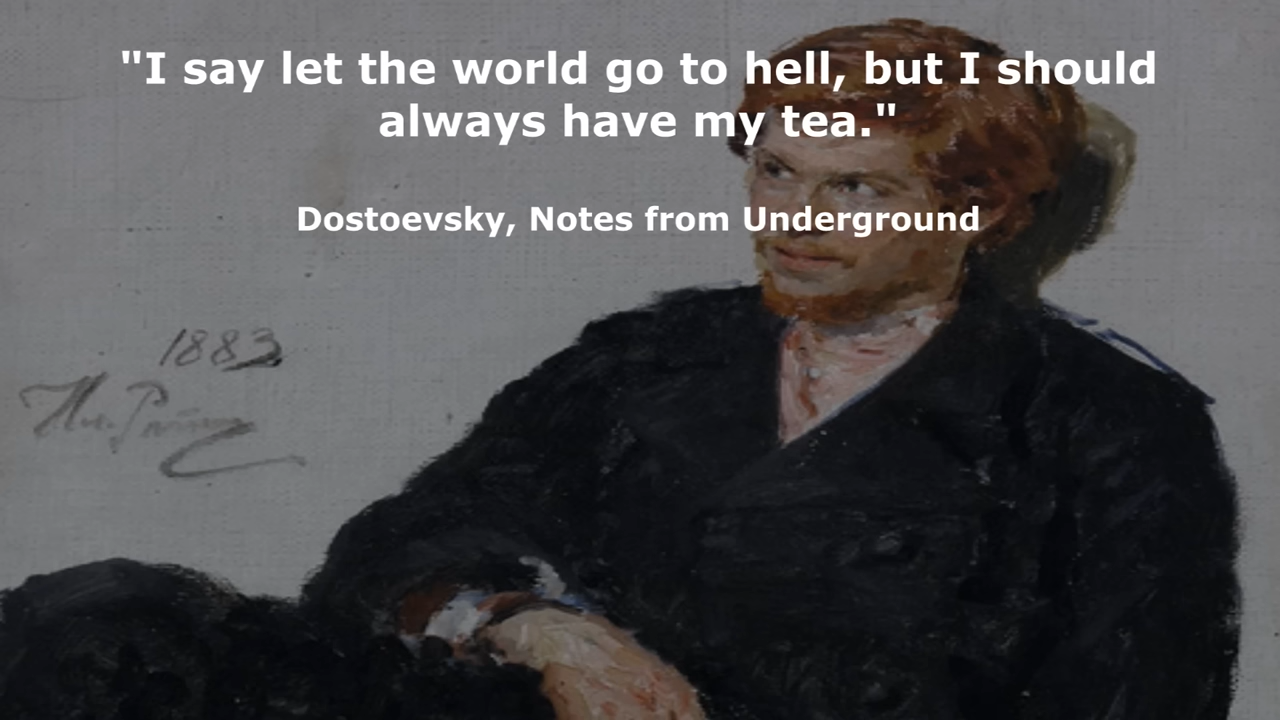 "I say let the world go to hell, but I should
always have my tea."
Dostoevsky, Notes from Underground
1883